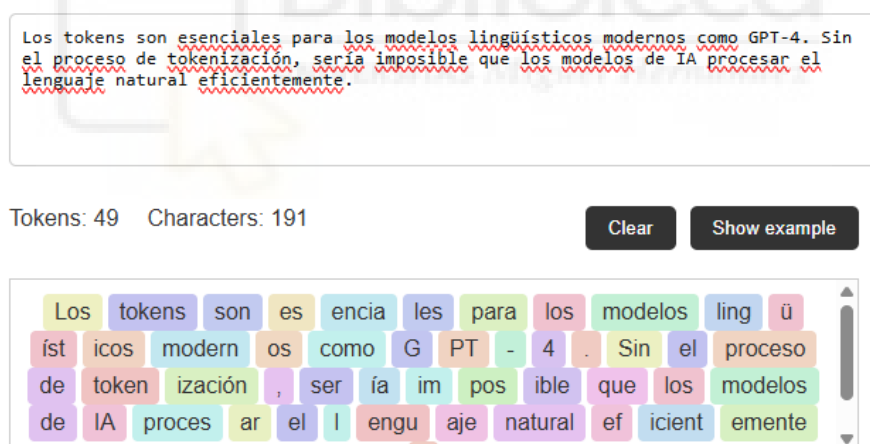 Los tokens son esenciales para los modelos lingüísticos modernos como GPT-4. Sin
el proceso de tokenización, sería imposible que los modelos de IA procesar el
lenguaje natural eficientemente.
Tokens: 49 Characters: 191
Clear Show example
Los tokens son es encia les para los modelos ling ü
íst icos modern os como G PT - 4 . Sin el proceso
de token ización , ser ía im pos ible que los modelos
de IA proces ar el l engu aje natural ef icient emente